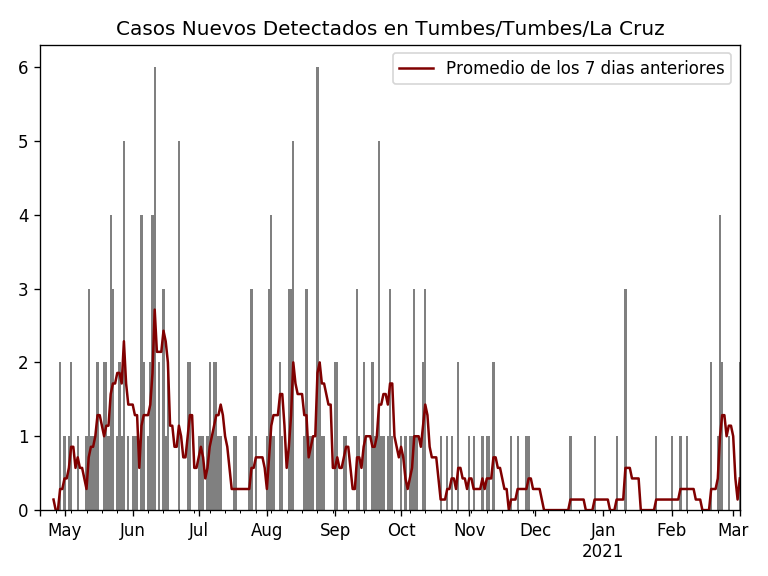 Casos Nuevos Detectados en Tumbes/Tumbes/La Cruz
Promedio de los 7 dias anteriores
6
5
4
3
2
1
0
May Jun Jul Aug Sep Oct Nov Dec Jan Feb Mar
2021